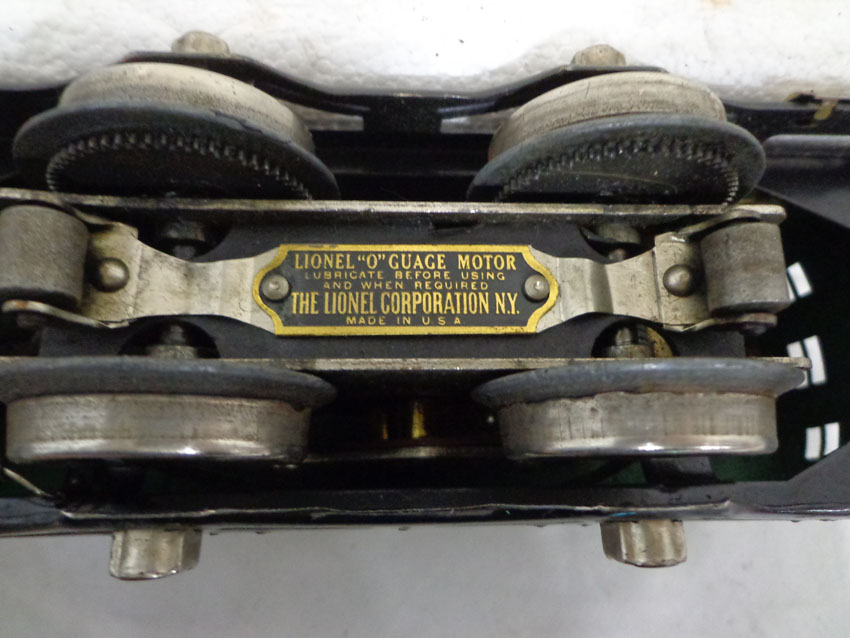 LIONEL "O" GUAGE MOTOR
LUBRICATE BEFORE USING
AND WHEN REQUIRED
THE LIONEL CORPORATION N.Y.
MADE IN U S A